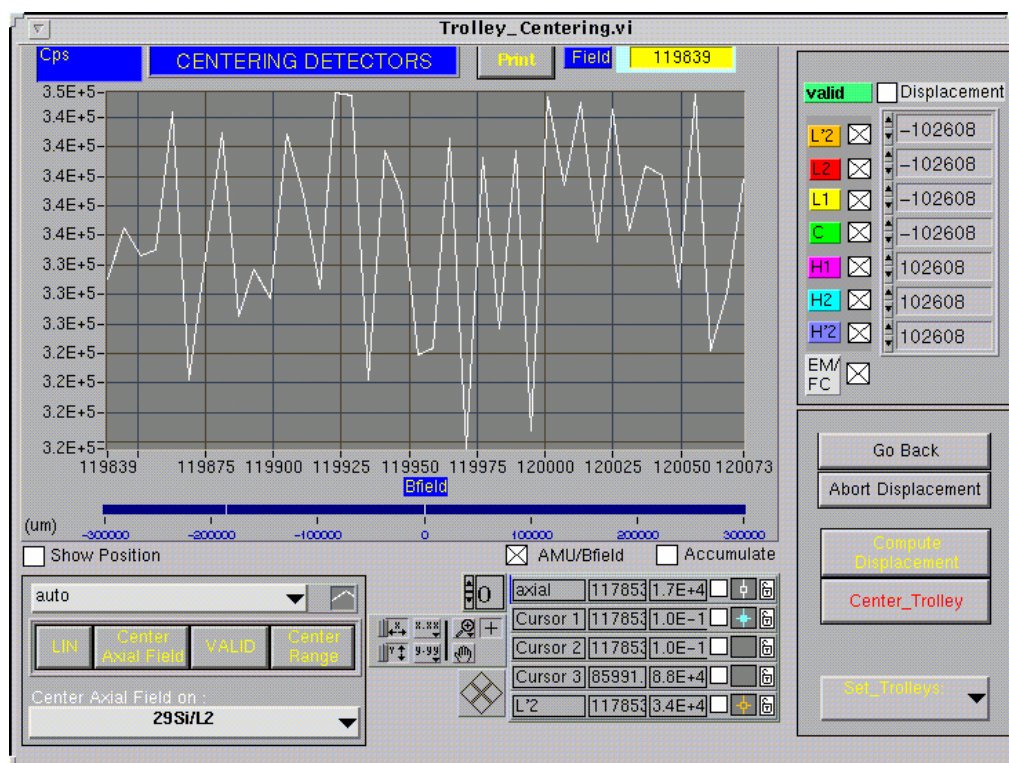 Trolley_Centering.vi
Cps
CENTERING DETECTORS
Print
Field
119839
3.5E+5-
3.4E+5-
3.4E+5-
3.4E+5-
3.4E+5-
3.4E+5-
3.3E+5-
3.3E+5-
3.3E+5-
3.2E+5-
3.2E+5-
3.2E+5-
3.2E+5-
119839 119875 119900 119925 119950 119975 120000 120025 120050 120073
Bfield
(um)
-300000 -200000 -100000 0 100000 200000 300000
Show Position
AMU/Bfield
Accumulate
valid
Displacement
L'2 -102608
L2 -102608
L1 -102608
C -102608
H1 102608
H2 102608
H'2 102608
EM/
FC
Go Back
Abort Displacement
Compute
Displacement
Center_Trolley
Set_Trolleys:
auto
LIN
Center
Axial Field
VALID
Center
Range
Center Axial Field on :
29Si/L2
0
axial 117853 1.7E+4
Cursor 1 117853 1.0E-1
Cursor 2 117853 1.0E-1
Cursor 3 85991. 8.8E+4
L'2 117853 3.4E+4
X.XX
Y.YY